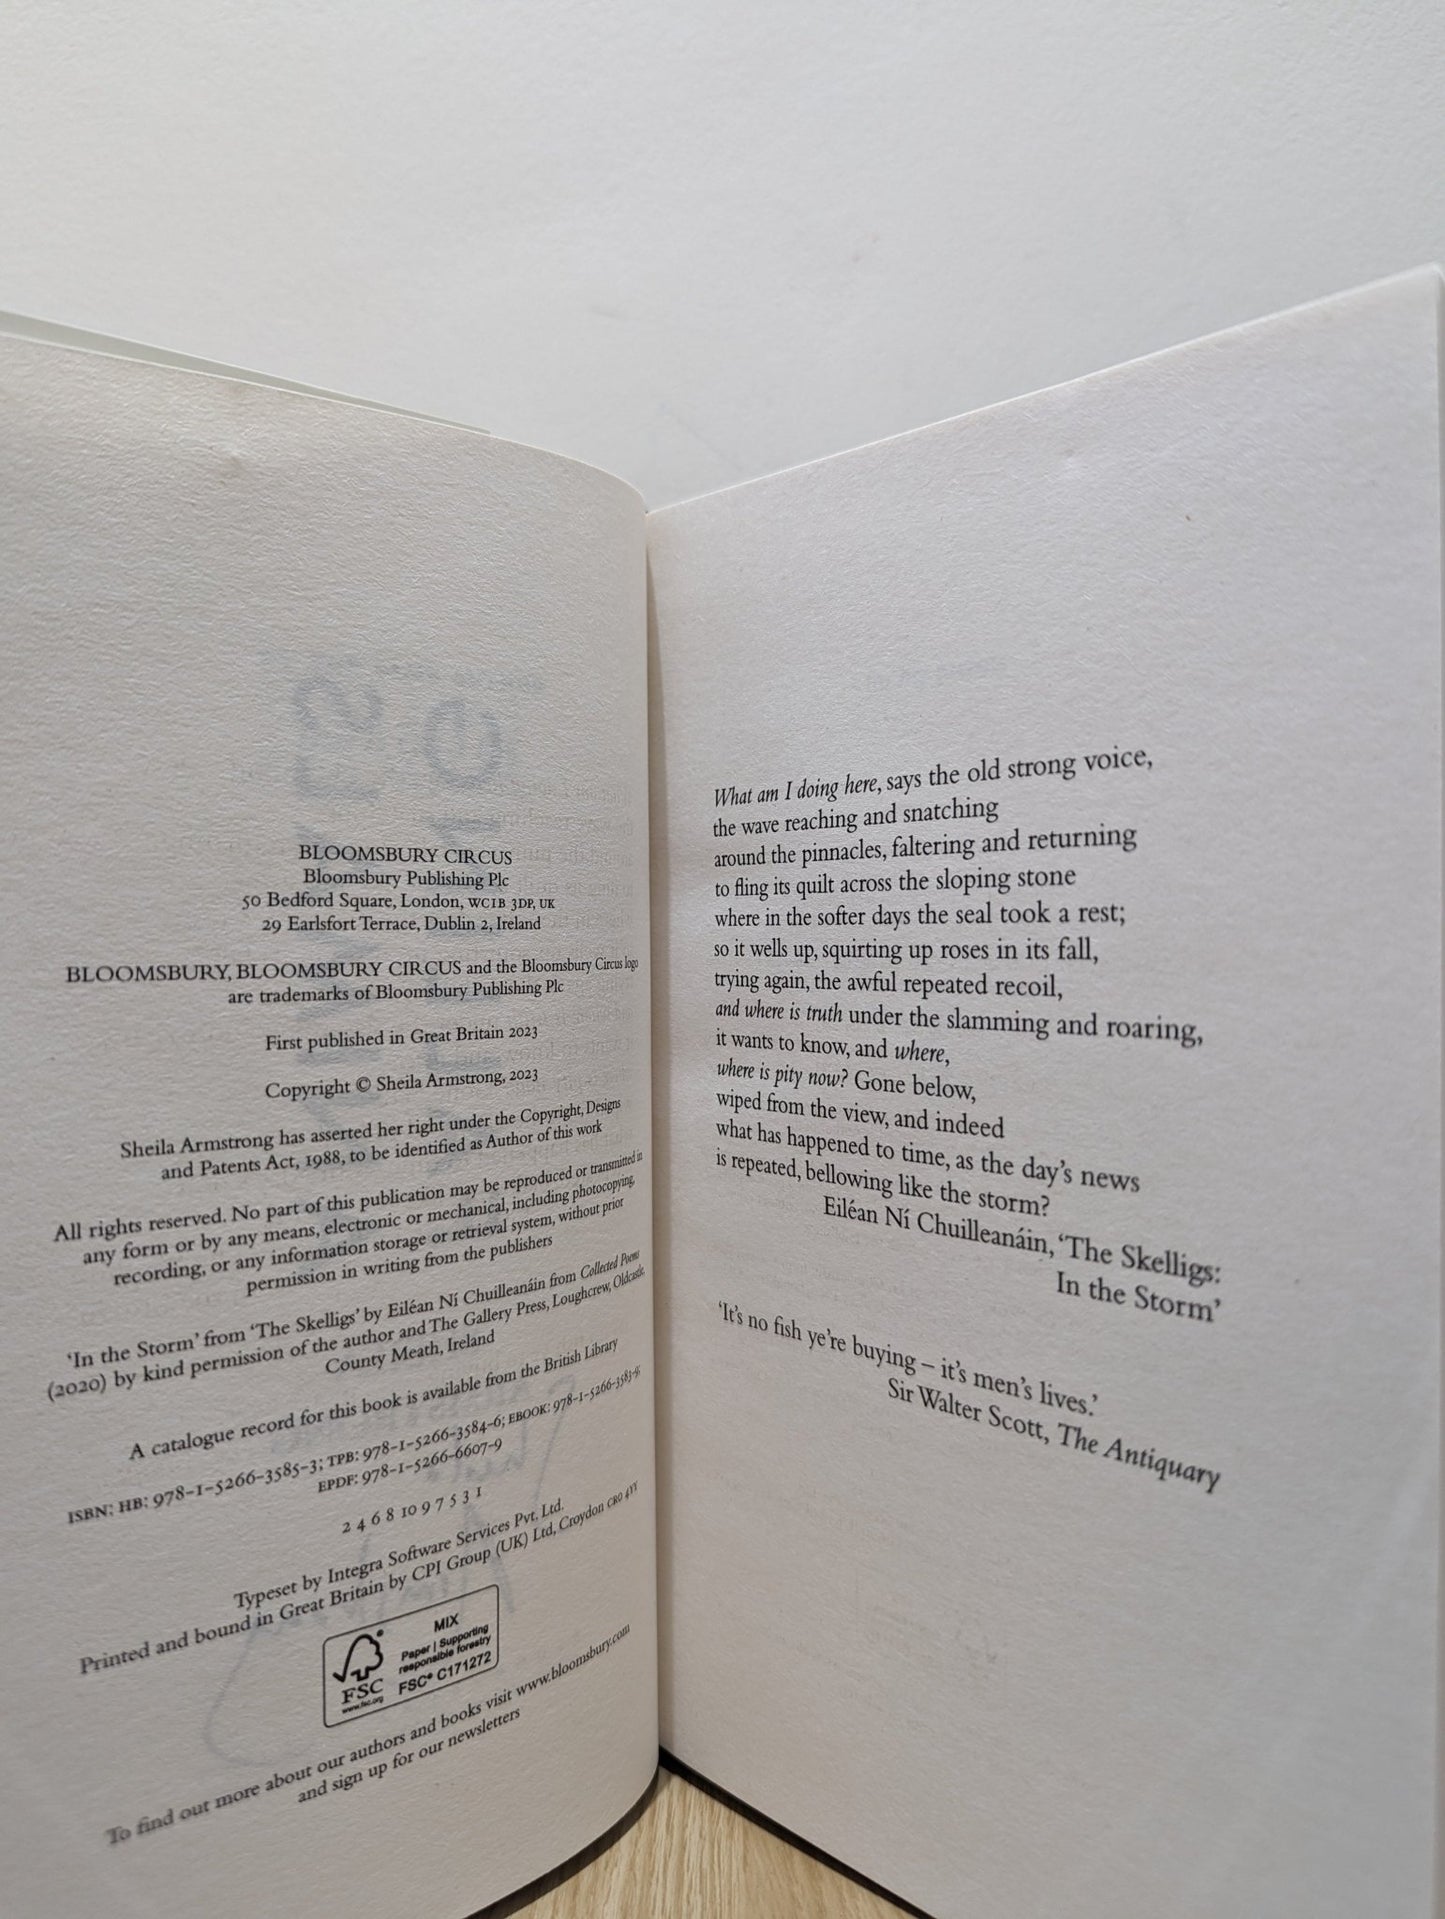 BLOOMSBURY CIRCUS
Bloomsbury Publishing Plc
50 Bedford Square, London, WC1B 3DP, UK
29 Earlsfort Terrace, Dublin 2, Ireland
BLOOMSBURY, BLOOMSBURY CIRCUS and the Bloomsbury Circus logo
are trademarks of Bloomsbury Publishing Plc
First published in Great Britain 2023
Copyright © Sheila Armstrong, 2023
Sheila Armstrong has asserted her right under the Copyright, Designs
and Patents Act, 1988, to be identified as Author of this work
All rights reserved. No part of this publication may be reproduced or transmitted in
any form or by any means, electronic or mechanical, including photocopying,
recording, or any information storage or retrieval system, without prior
permission in writing from the publishers
‘In the Storm’ from ‘The Skelligs’ by Eiléan Ní Chuilleanáin from Collected Poems
(2020) by kind permission of the author and The Gallery Press, Loughcrew, Oldcastle,
County Meath, Ireland
A catalogue record for this book is available from the British Library
ISBN: HB: 978-1-5266-3585-3; TPB: 978-1-5266-3584-6; EBOOK: 978-1-5266-3583-9;
EPDF: 978-1-5266-6607-9
2 4 6 8 10 9 7 5 3 1
Typeset by Integra Software Services Pvt. Ltd.
Printed and bound in Great Britain by CPI Group (UK) Ltd, Croydon CR0 4YY
MIX
Paper | Supporting
responsible forestry
FSC® C171272
FSC
www.fsc.org
To find out more about our authors and books visit www.bloomsbury.com
and sign up for our newsletters
What am I doing here, says the old strong voice,
the wave reaching and snatching
around the pinnacles, faltering and returning
to fling its quilt across the sloping stone
where in the softer days the seal took a rest;
so it wells up, squirting up roses in its fall,
trying again, the awful repeated recoil,
and where is truth under the slamming and roaring,
it wants to know, and where,
where is pity now? Gone below,
wiped from the view, and indeed
what has happened to time, as the day’s news
is repeated, bellowing like the storm?
Eiléan Ní Chuilleanáin, ‘The Skelligs:
In the Storm’
‘It’s no fish ye’re buying – it’s men’s lives.’
Sir Walter Scott, The Antiquary